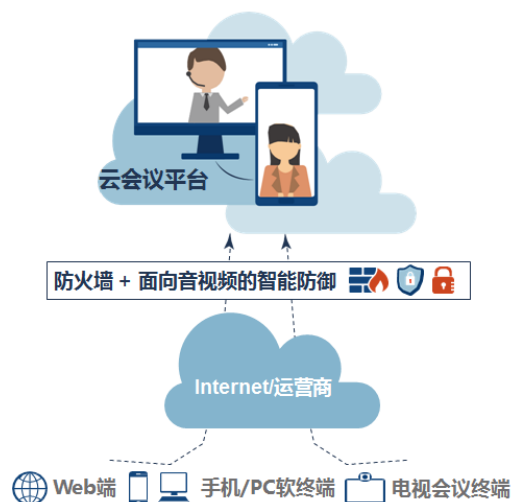 云会议平台
防火墙 + 面向音视频的智能防御
Internet/运营商
Web端 手机/PC软终端 电视会议终端